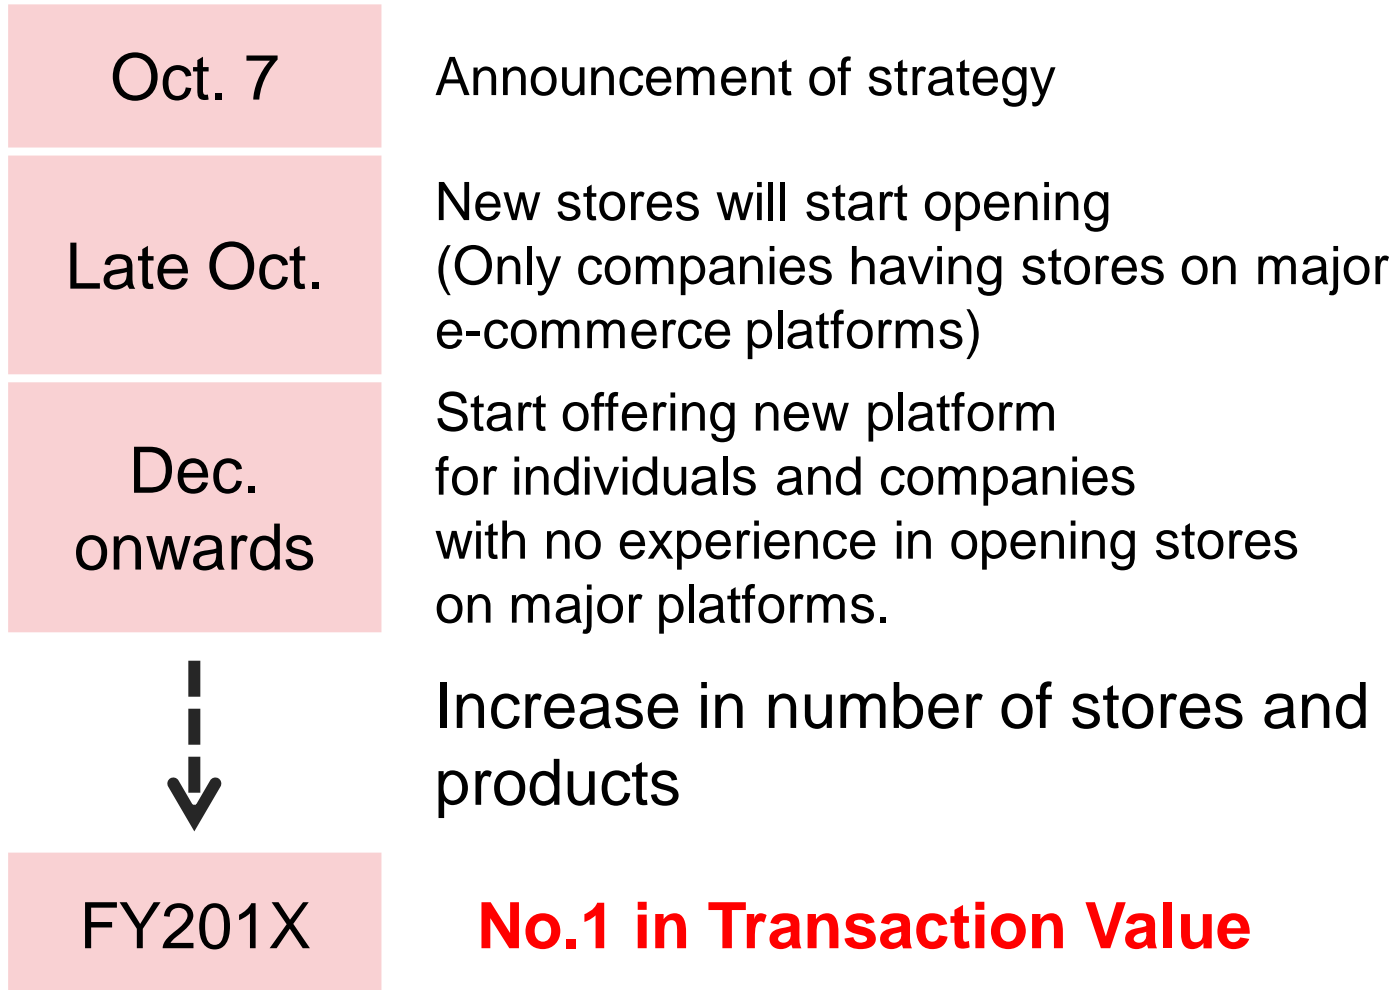 Oct. 7
Announcement of strategy
Late Oct.
New stores will start opening
(Only companies having stores on major
e-commerce platforms)
Dec.
onwards
Start offering new platform
for individuals and companies
with no experience in opening stores
on major platforms.
Increase in number of stores and
products
FY201X
No.1 in Transaction Value